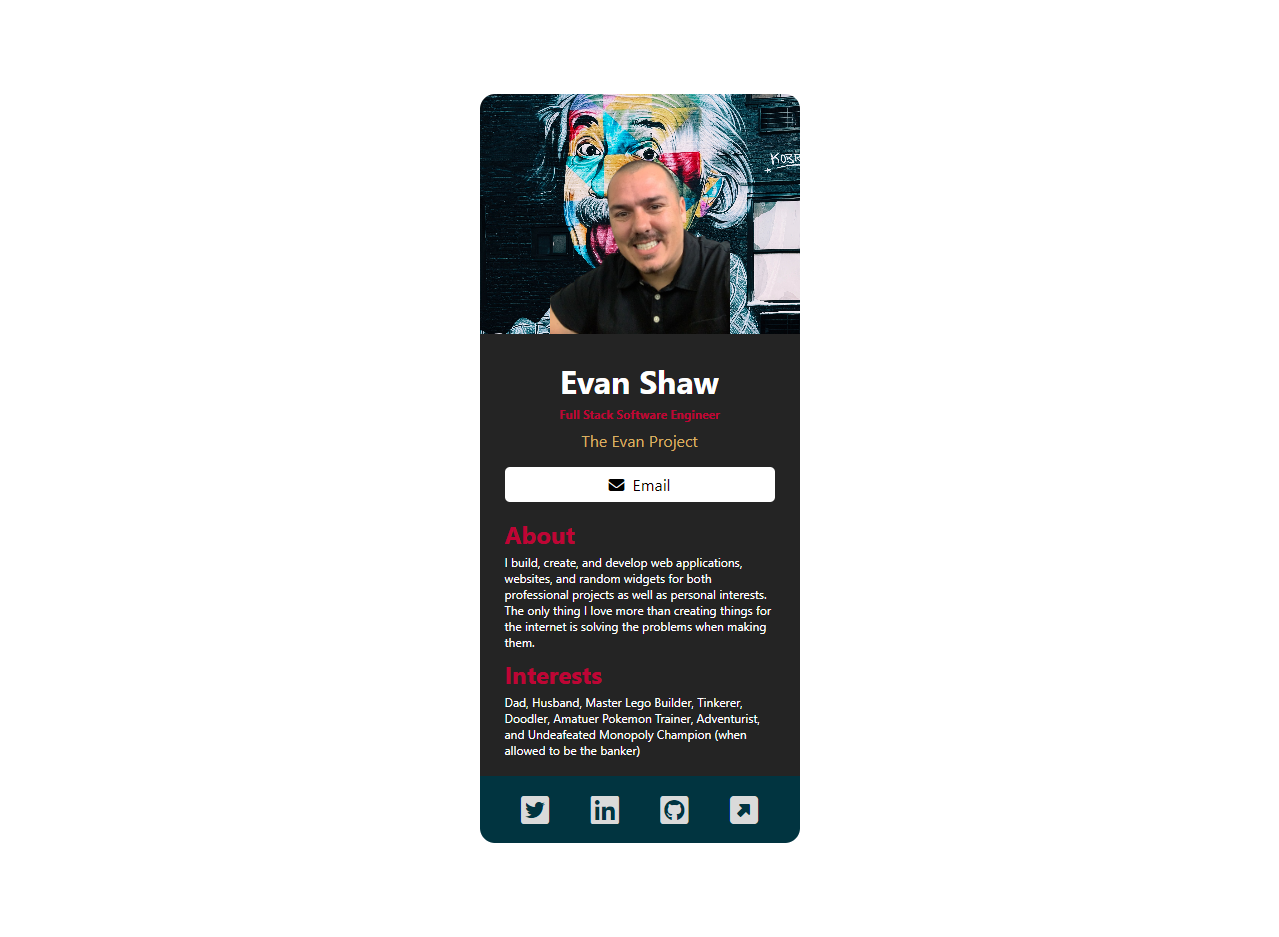 Evan Shaw
Full Stack Software Engineer
The Evan Project
Email
About
I build, create, and develop web applications,
websites, and random widgets for both
professional projects as well as personal interests.
The only thing I love more than creating things for
the internet is solving the problems when making
them.
Interests
Dad, Husband, Master Lego Builder, Tinkerer,
Doodler, Amatuer Pokemon Trainer, Adventurist,
and Undeafeated Monopoly Champion (when
allowed to be the banker)
in